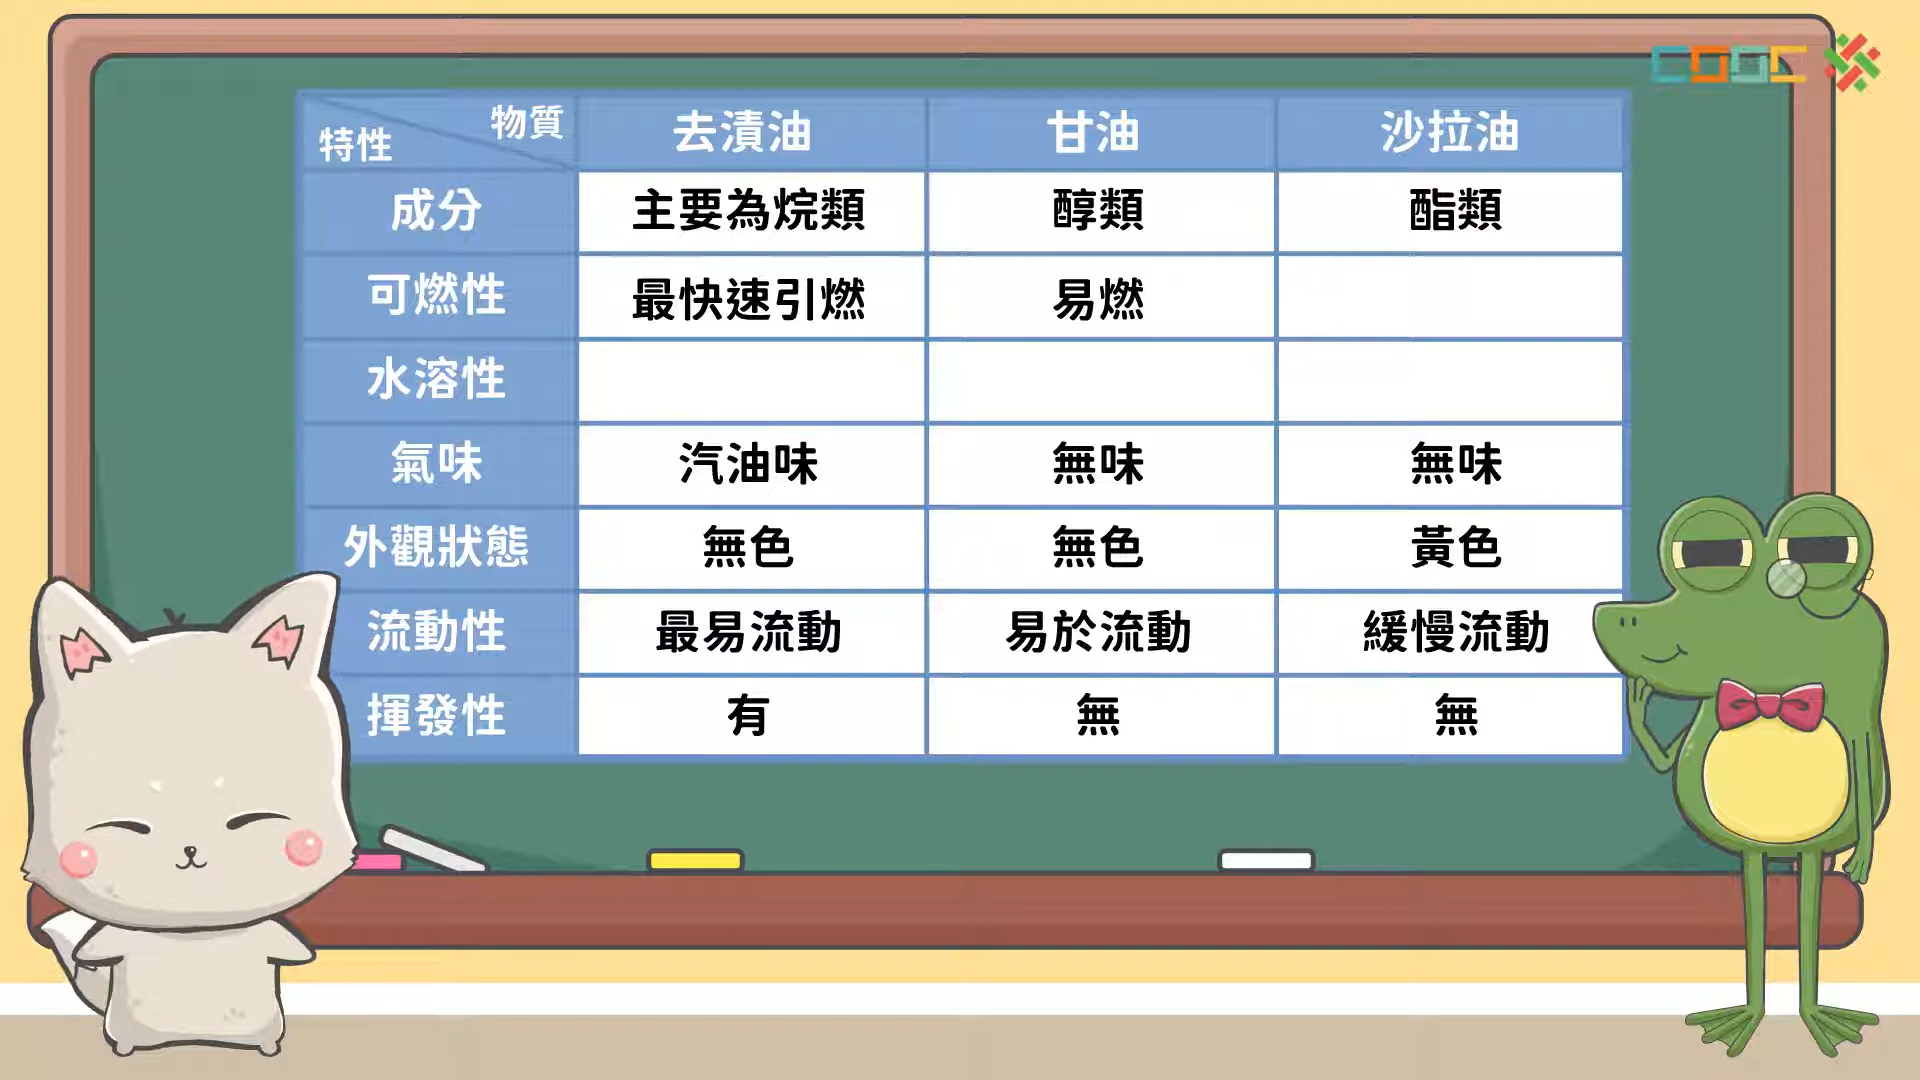 物質
特性
去漬油 甘油 沙拉油
成分 主要為烷類 醇類 酯類
可燃性 最快速引燃 易燃
水溶性
氣味 汽油味 無味 無味
外觀狀態 無色 無色 黃色
流動性 最易流動 易於流動 緩慢流動
揮發性 有 無 無